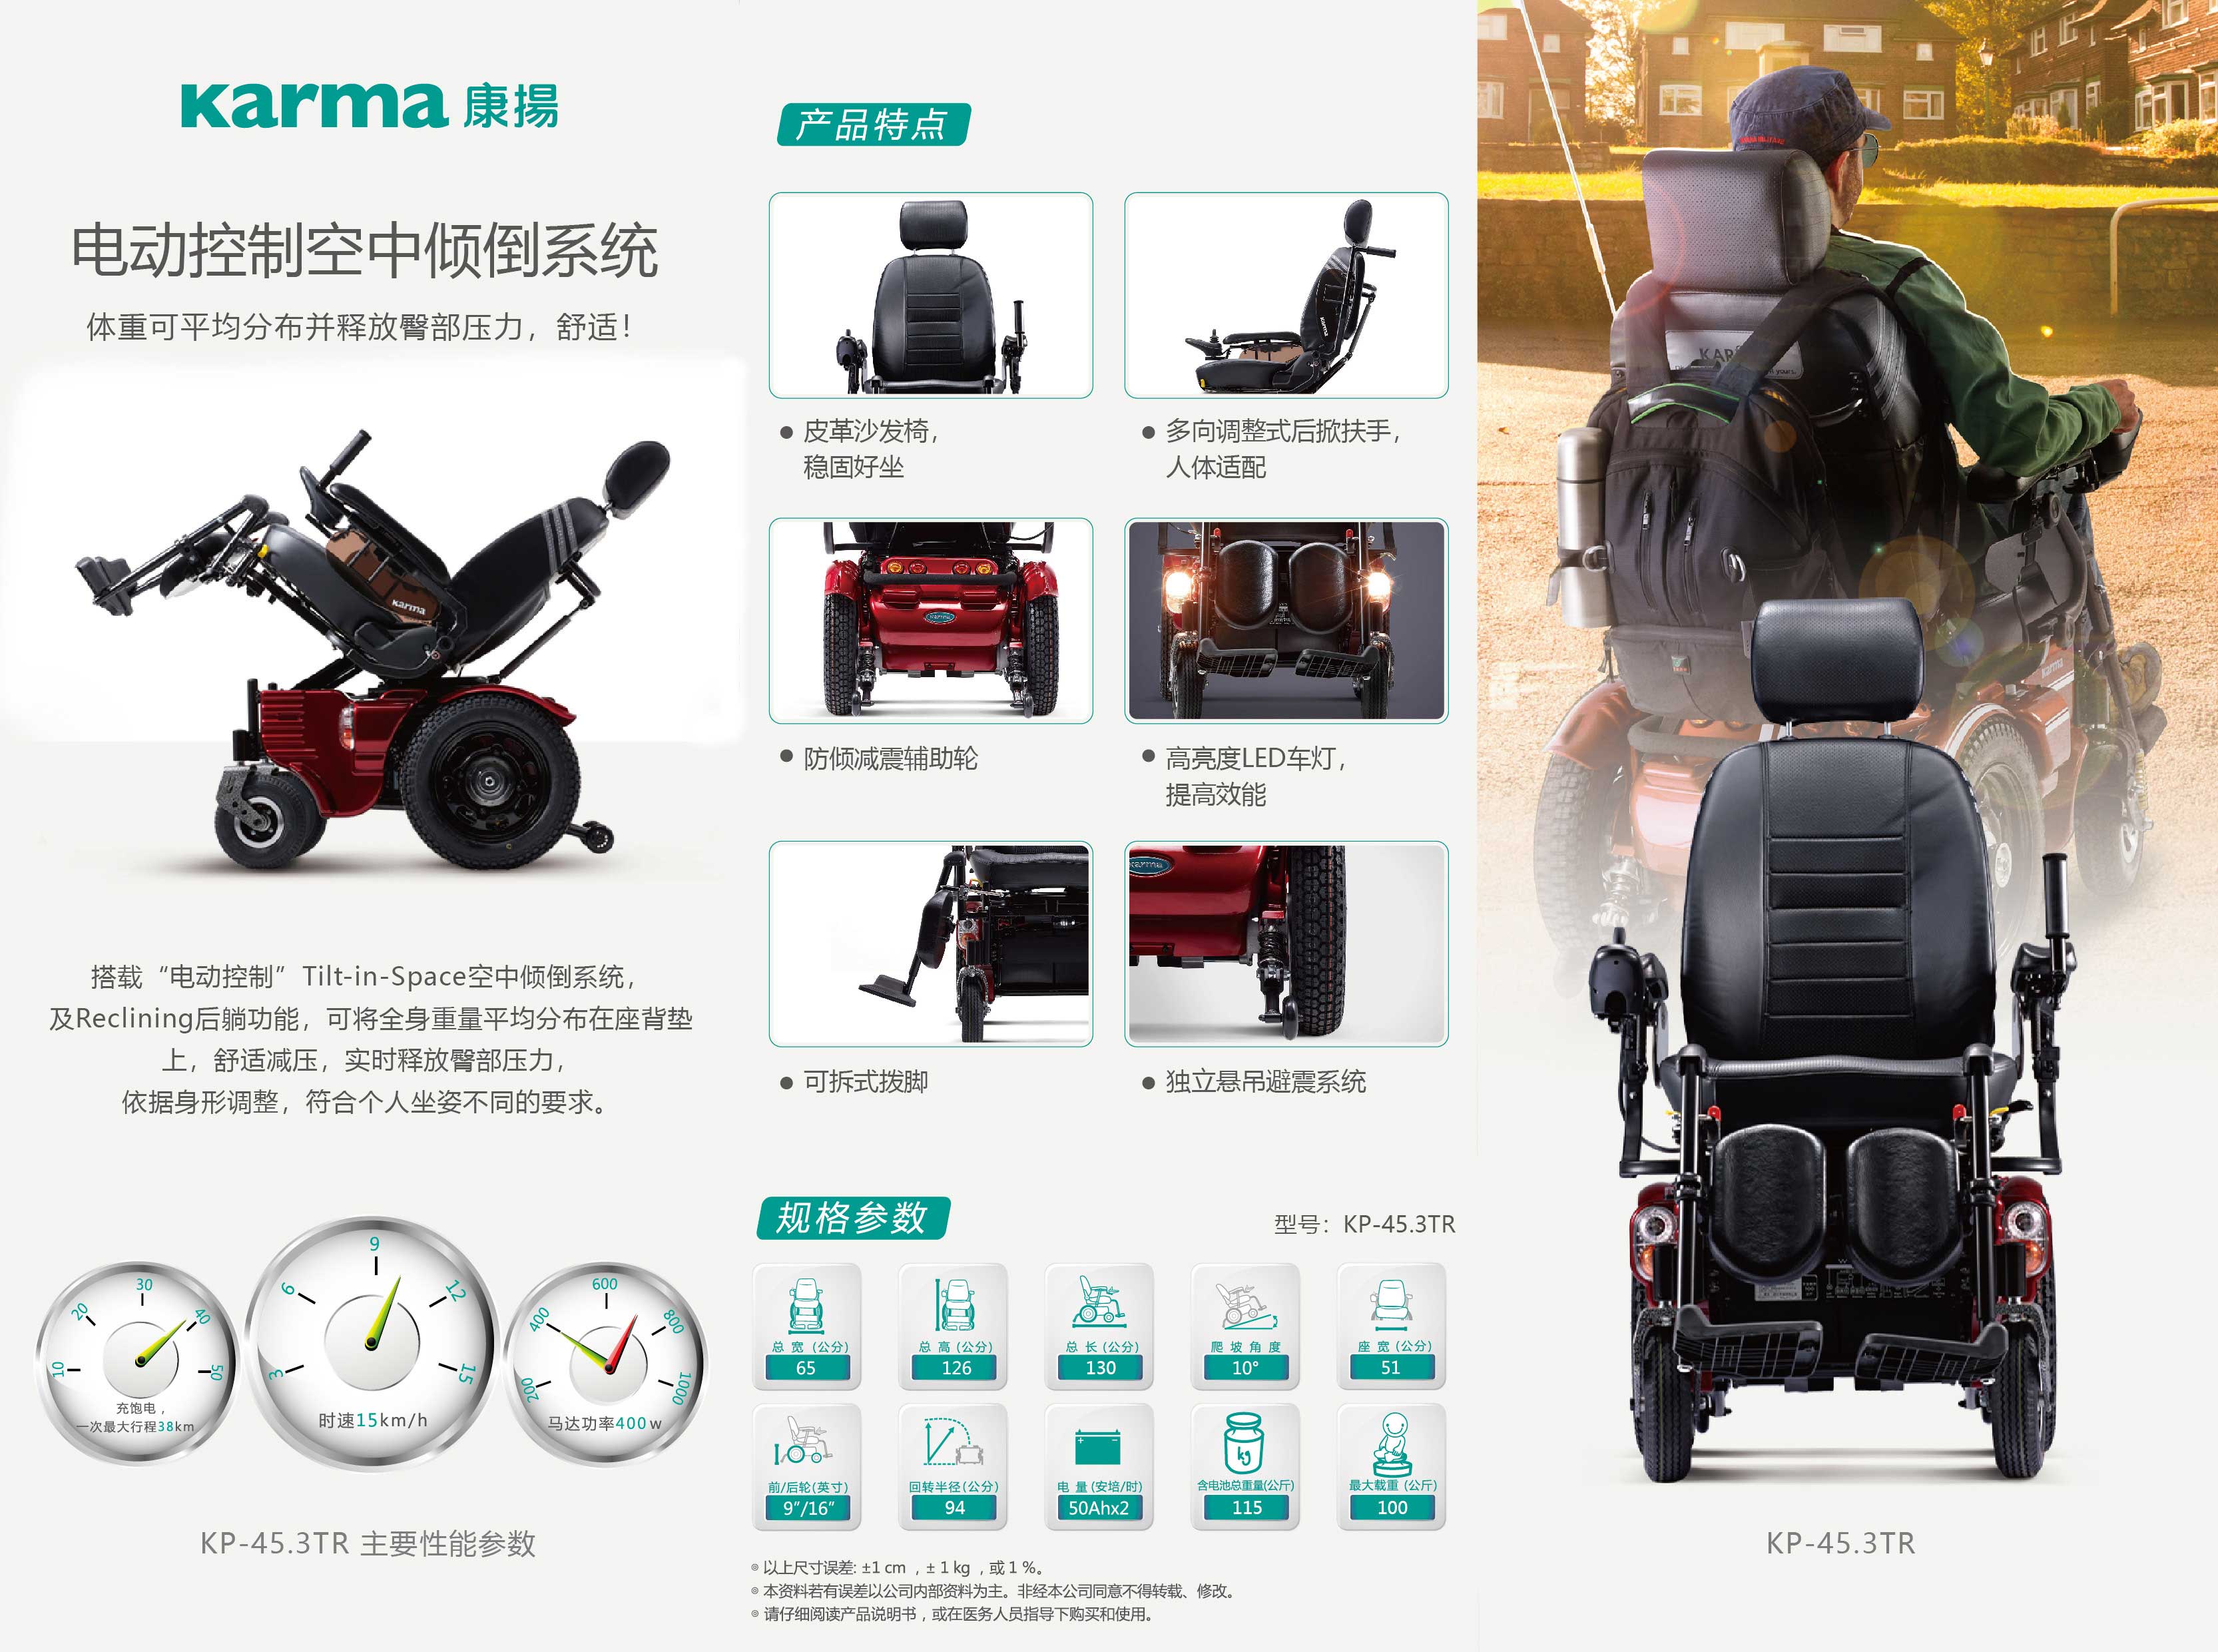 Karma 康揚
电动控制空中倾倒系统
体重可平均分布并释放臀部压力，舒适！
Karma
搭载“电动控制”Tilt-in-Space空中倾倒系统，
及Reclining后躺功能，可将全身重量平均分布在座背垫
上，舒适减压，实时释放臀部压力，
依据身形调整，符合个人坐姿不同的要求。
10 20 30 40 50
充饱电，
一次最大行程38km
3 6 9 12 15
时速15km/h
200 400 600 800 1000
马达功率400w
KP-45.3TR 主要性能参数
产品特点
Karma
● 皮革沙发椅，
稳固好坐
● 多向调整式后掀扶手，
人体适配
Karma
● 防倾减震辅助轮
● 高亮度LED车灯，
提高效能
Karma
● 可拆式拨脚
● 独立悬吊避震系统
规格参数
型号：KP-45.3TR
总宽（公分）
65
总高（公分）
126
总长（公分）
130
爬坡角度
10°
座宽（公分）
51
前/后轮(英寸)
9”/16”
回转半径(公分)
94
电量(安培/时)
50Ahx2
kg
含电池总重量(公斤)
115
最大载重（公斤）
100
⊚ 以上尺寸误差: ±1 cm ，± 1 kg ，或 1 %。
⊚ 本资料若有误差以公司内部资料为主。非经本公司同意不得转载、修改。
⊚ 请仔细阅读产品说明书，或在医务人员指导下购买和使用。
KAR
Karma
KP-45.3TR